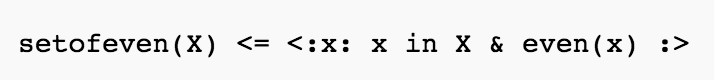 setofeven(X) <= <:x: x in X & even(x) :>